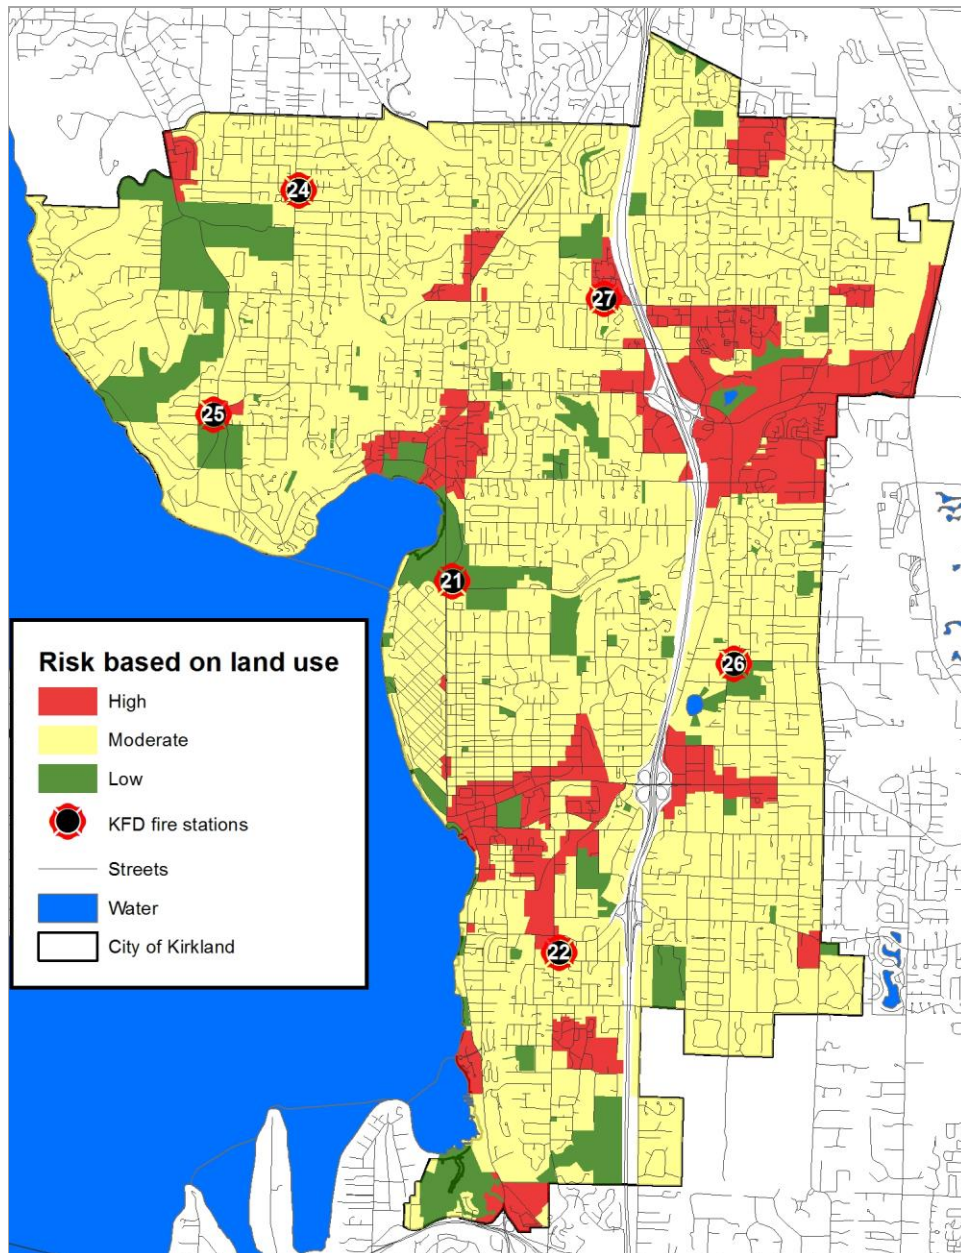 24
27
25
21
26
22
Risk based on land use
High
Moderate
Low
KFD fire stations
Streets
Water
City of Kirkland